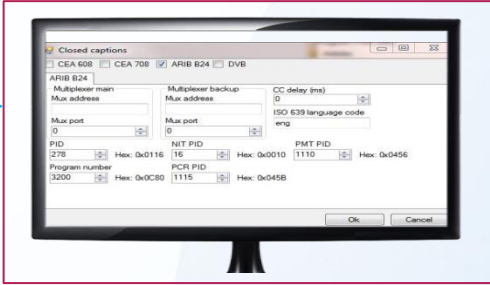 Closed captions
CEA 608 CEA 708 ARIB B24 DVB
ARIB B24
Multiplexer main Multiplexer backup CC delay (ms)
Mux address Mux address 0
ISO 639 language code
Mux port Mux port eng
0 0
PID NIT PID PMT PID
278 Hex: 0x0116 16 Hex: 0x0010 1110 Hex: 0x0456
Program number PCR PID
3200 Hex: 0x0C80 1115 Hex: 0x045B
Ok Cancel